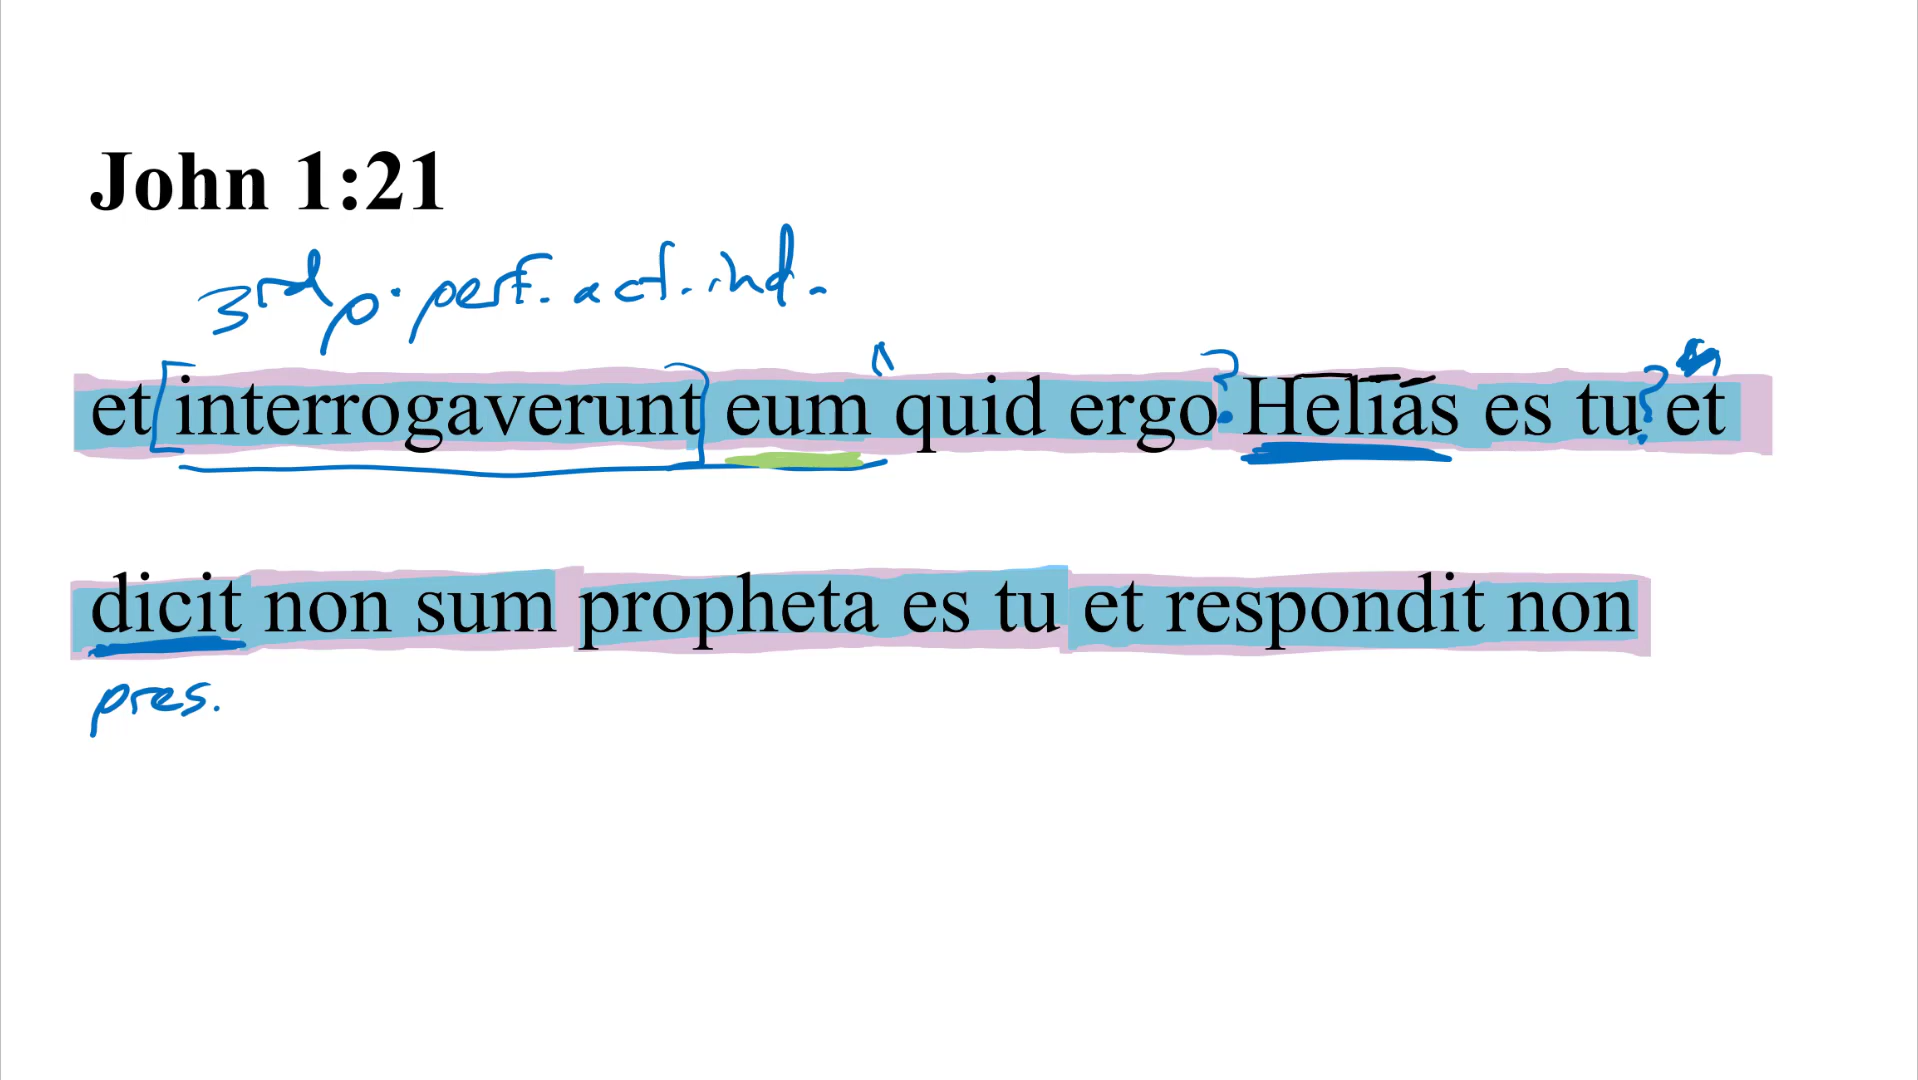 John 1:21
3rd p. perf. act. ind.
et [interrogaverunt] eum quid ergo? Helias es tu? et
dicit non sum propheta es tu et respondit non
pres.